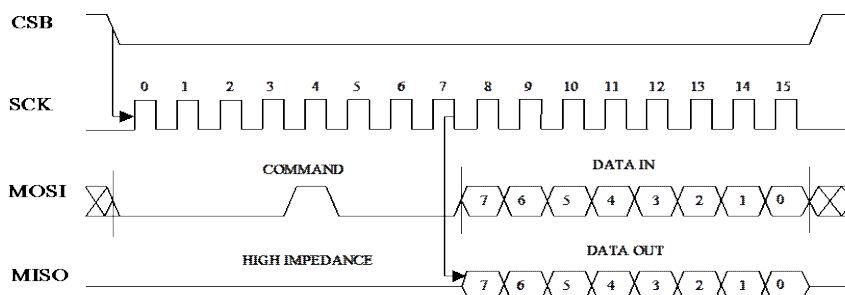 CSB
0 1 2 3 4 5 6 7 8 9 10 11 12 13 14 15
SCK
COMMAND DATA IN
MOSI
7 6 5 4 3 2 1 0
HIGH IMPEDANCE DATA OUT
MISO
7 6 5 4 3 2 1 0